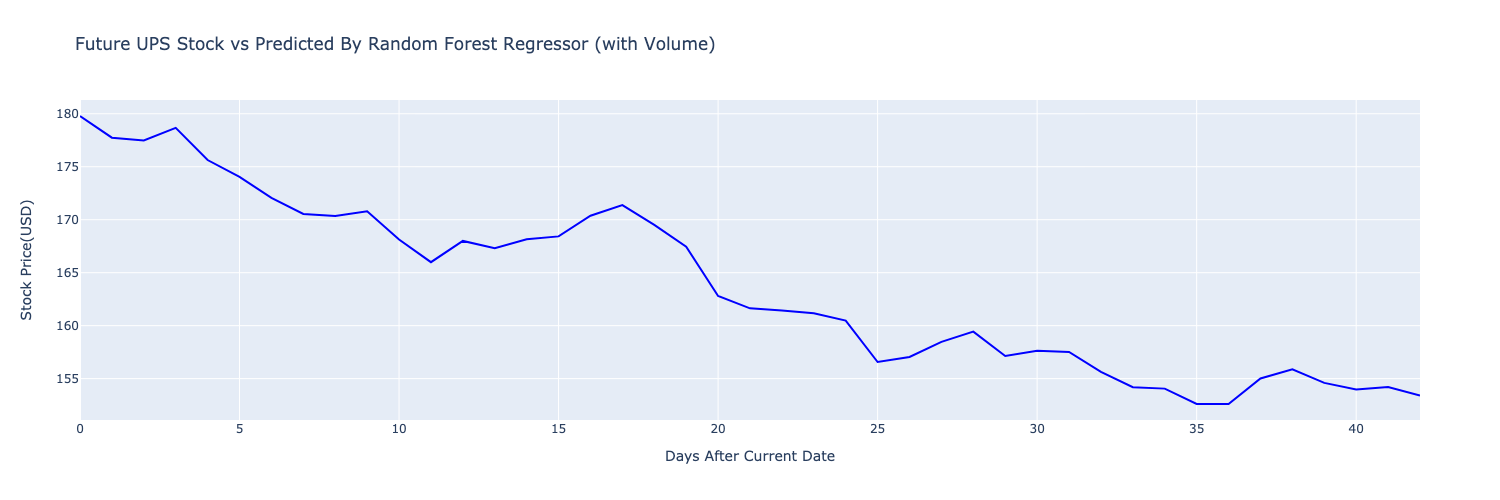 Future UPS Stock vs Predicted By Random Forest Regressor (with Volume)
Stock Price(USD)
180
175
170
165
160
155
0 5 10 15 20 25 30 35 40
Days After Current Date